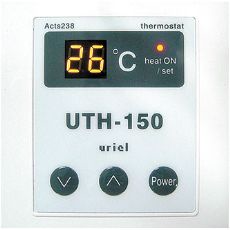 Acts238 thermostat
26 °C
heat ON
/ set
UTH-150
uriel
Power